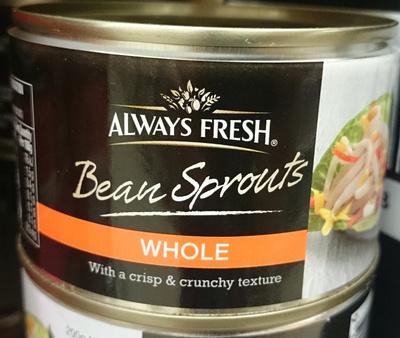 ALWAYS FRESH®
Bean Sprouts
WHOLE
With a crisp & crunchy texture